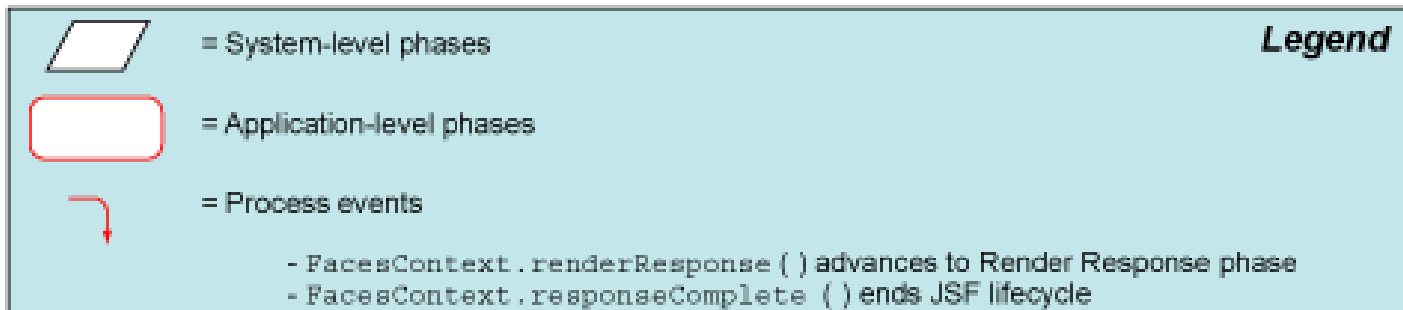 = System-level phases
Legend
= Application-level phases
= Process events
- FacesContext.renderResponse ( ) advances to Render Response phase
- FacesContext.responseComplete ( ) ends JSF lifecycle